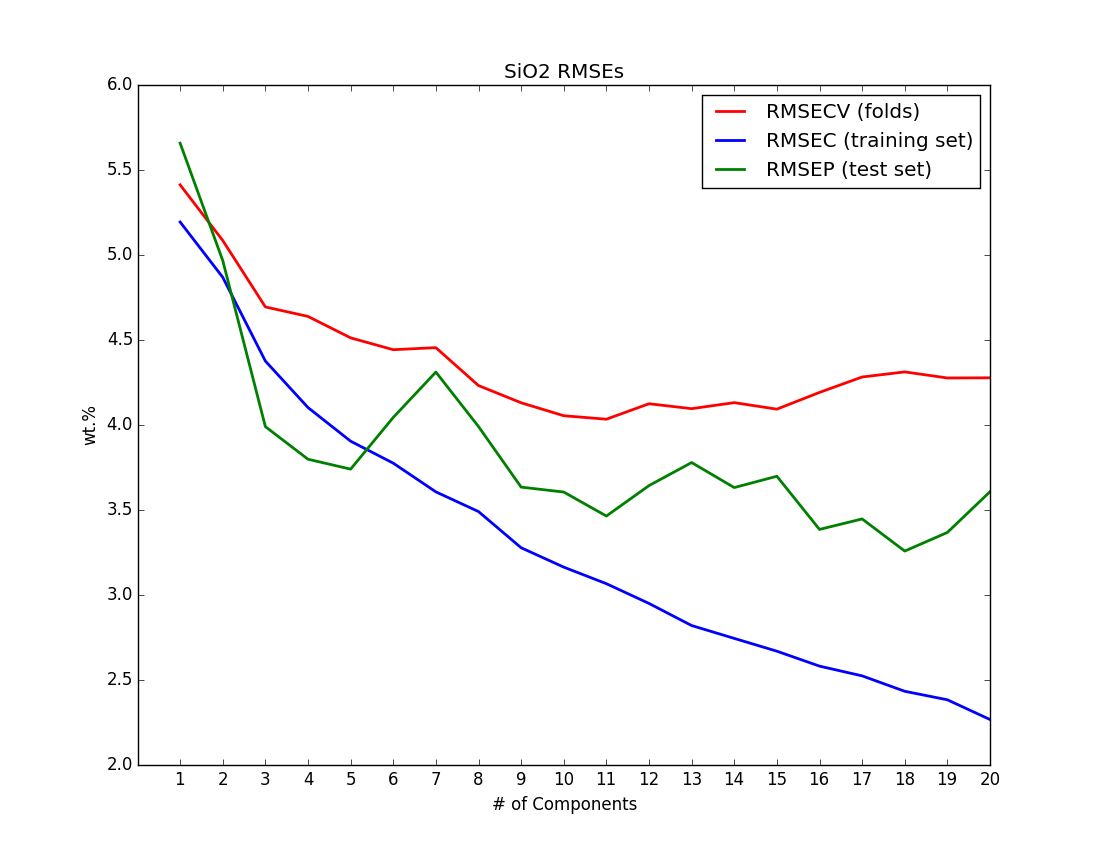 SiO2 RMSEs
RMSECV (folds)
RMSEC (training set)
RMSEP (test set)
wt.%
6.0
5.5
5.0
4.5
4.0
3.5
3.0
2.5
2.0
1 2 3 4 5 6 7 8 9 10 11 12 13 14 15 16 17 18 19 20
# of Components